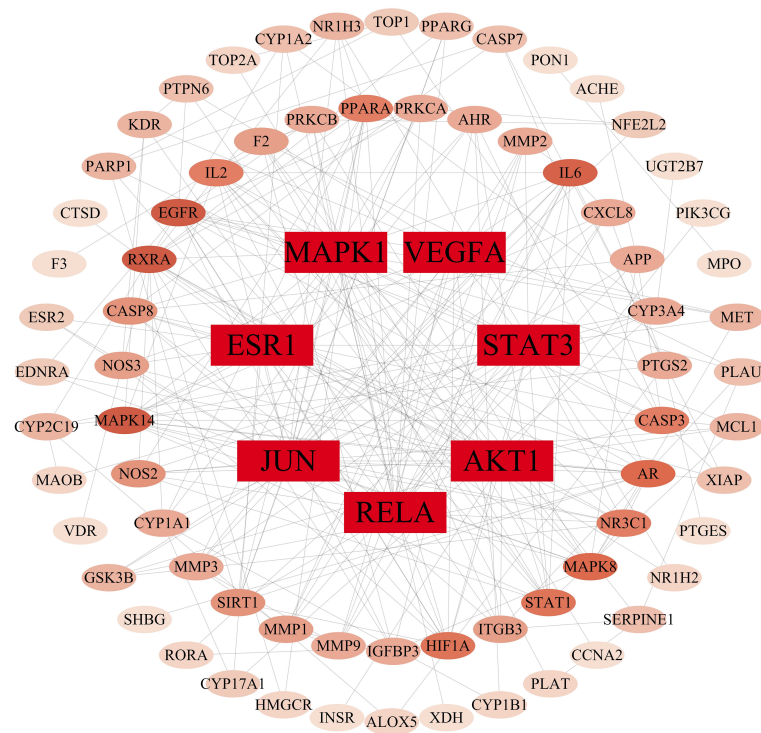 TOP1
NR1H3
PPARG
CYP1A2
CASP7
TOP2A
PON1
PTPN6
ACHE
PPARA
PRKCA
PRKCB
AHR
KDR
NFE2L2
F2
MMP2
PARP1
UGT2B7
IL2
IL6
CTSD
EGFR
CXCL8
PIK3CG
MAPK1
VEGFA
F3
RXRA
APP
MPO
CASP8
CYP3A4
ESR2
MET
ESR1
STAT3
EDNRA
NOS3
PTGS2
PLAU
CYP2C19
MAPK14
CASP3
MCL1
JUN
AKT1
MAOB
NOS2
AR
XIAP
RELA
VDR
CYP1A1
NR3C1
PTGES
GSK3B
MMP3
MAPK8
NR1H2
SHBG
SIRT1
STAT1
SERPINE1
MMP1
ITGB3
RORA
MMP9
IGFBP3
HIF1A
CCNA2
CYP17A1
PLAT
HMGCR
CYP1B1
INSR
ALOX5
XDH